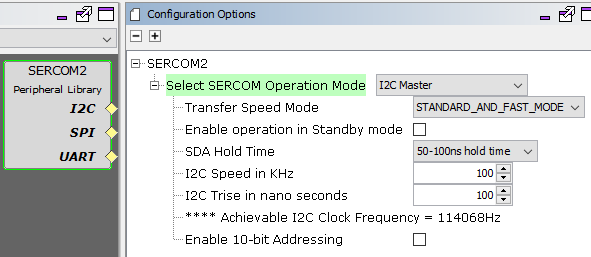 Configuration Options
SERCOM2
Peripheral Library
I2C
SPI
UART
SERCOM2
Select SERCOM Operation Mode I2C Master
Transfer Speed Mode STANDARD_AND_FAST_MODE
Enable operation in Standby mode
SDA Hold Time 50-100ns hold time
I2C Speed in KHz 100
I2C Trise in nano seconds 100
**** Achievable I2C Clock Frequency = 114068Hz
Enable 10-bit Addressing